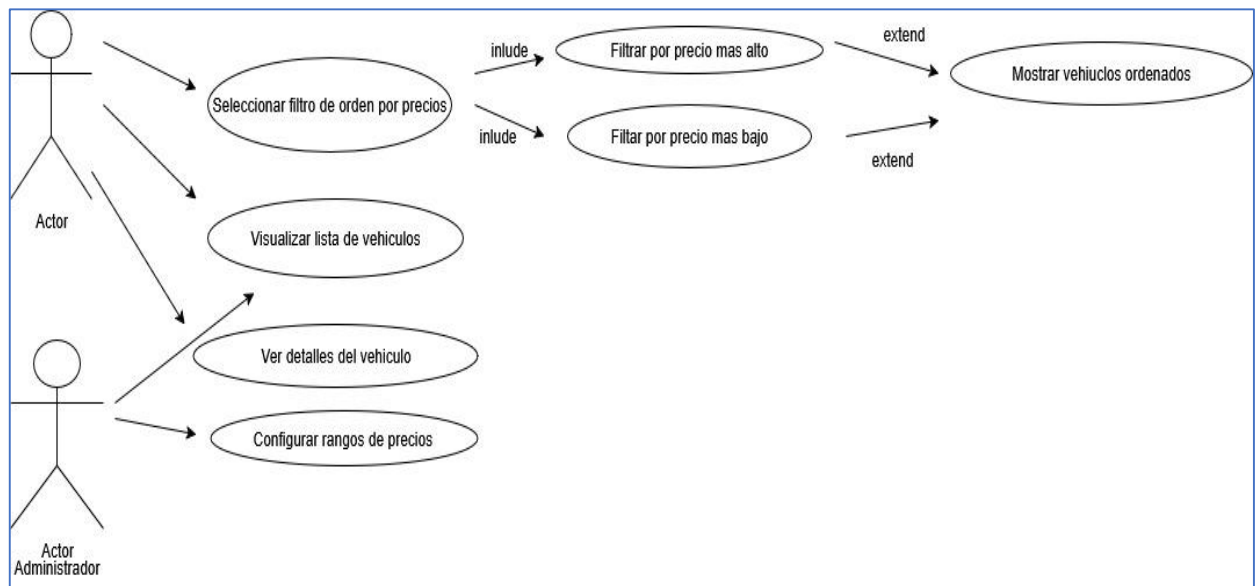 inlude
Filtrar por precio mas alto
extend
Mostrar vehiuclos ordenados
Seleccionar filtro de orden por precios
inlude
Filtar por precio mas bajo
extend
Actor
Visualizar lista de vehiculos
Ver detalles del vehiculo
Configurar rangos de precios
Actor
Administrador